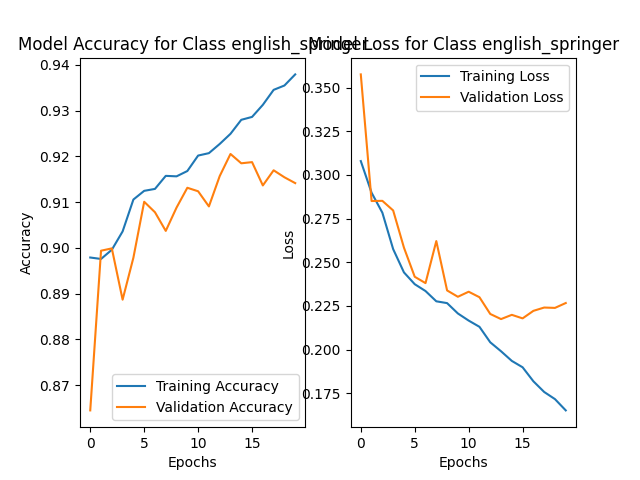 Model Accuracy for Class english_springer
0.94
0.93
0.92
0.91
0.90
0.89
0.88
0.87
Accuracy
0
5
10
15
Epochs
Training Accuracy
Validation Accuracy
Model Loss for Class english_springer
0.350
0.325
0.300
0.275
0.250
0.225
0.200
0.175
Loss
0
5
10
15
Epochs
Training Loss
Validation Loss